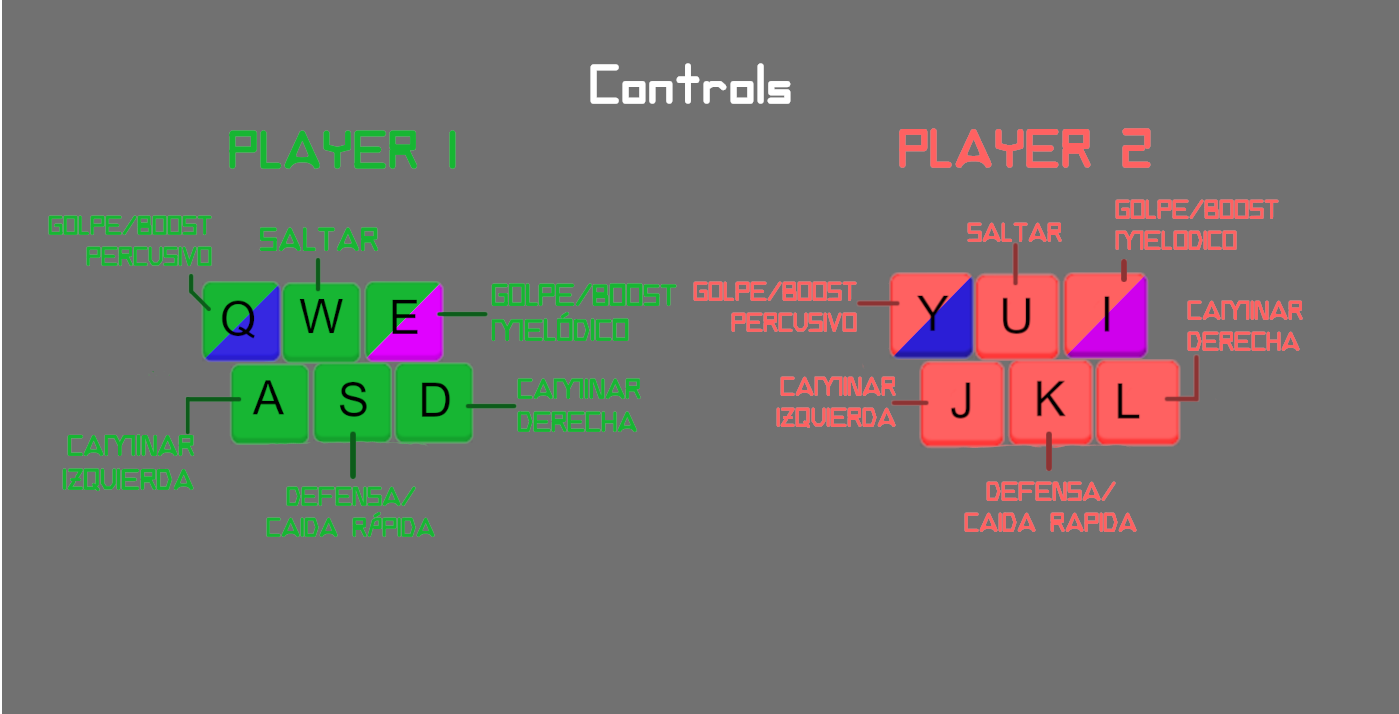 Controls
PLAYER 1
GOLPE/BOOST
PERCUSIVO
SALTAR
Q
W
E
GOLPE/BOOST
MELÓDICO
A
S
D
CAMINAR
DERECHA
CAMINAR
IZQUIERDA
DEFENSA/
CAIDA RÁPIDA
PLAYER 2
GOLPE/BOOST
MELODICO
SALTAR
GOLPE/BOOST
PERCUSIVO
Y
U
I
CAMINAR
DERECHA
CAMINAR
IZQUIERDA
J
K
L
DEFENSA/
CAIDA RAPIDA